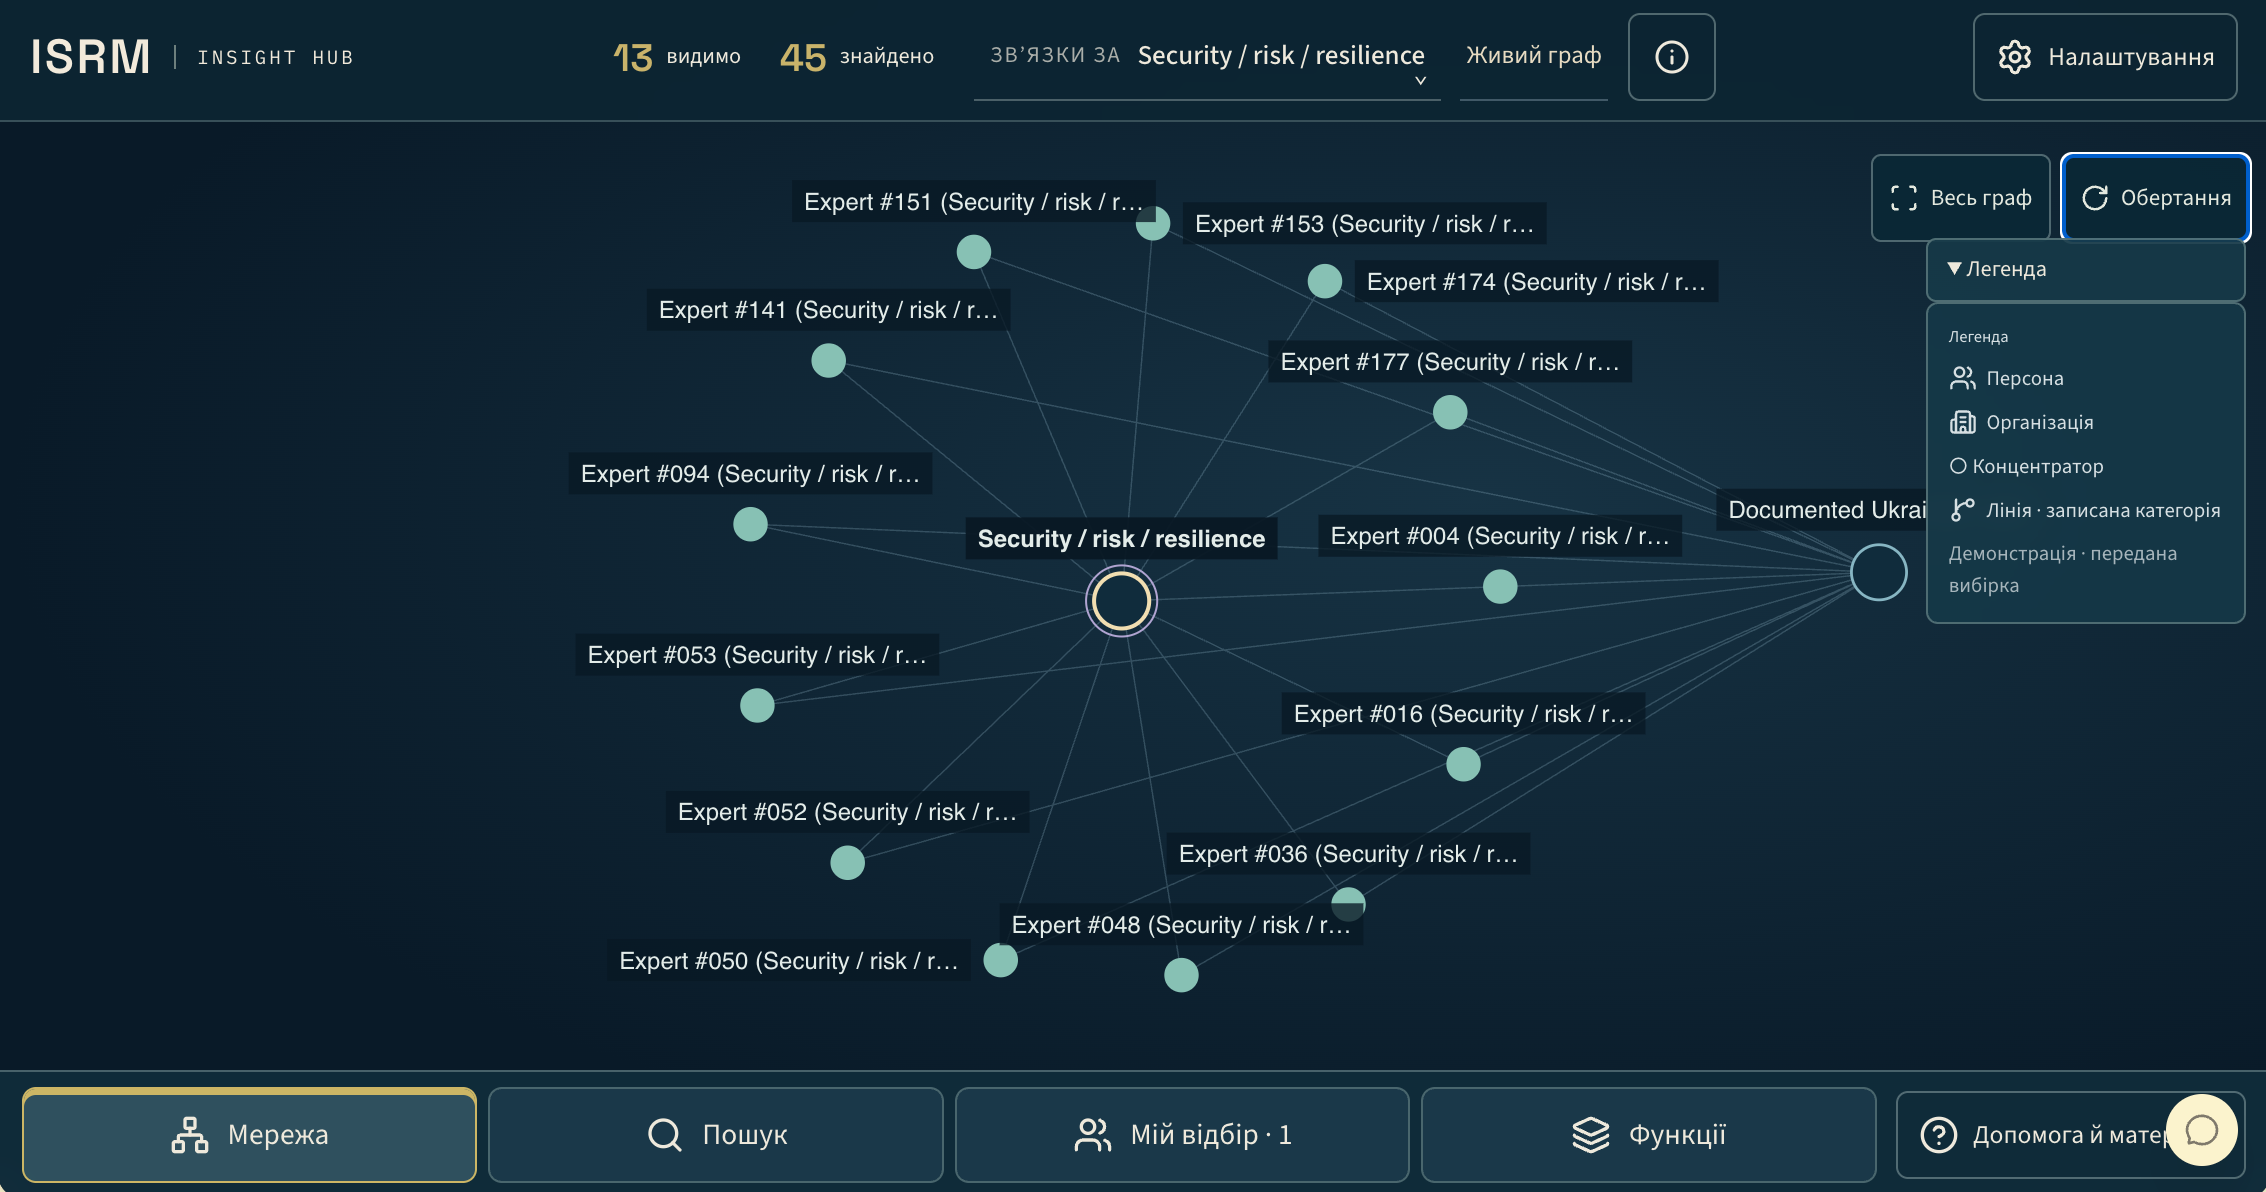 ISRM | INSIGHT HUB
13 видимо
45 знайдено
ЗВ’ЯЗКИ ЗА Security / risk / resilience
Живий граф
Налаштування
Весь граф
Обертання
▼Легенда
Легенда
Персона
Організація
Концентратор
Лінія · записана категорія
Демонстрація · передана
вибірка
Expert #151 (Security / risk / r…
Expert #153 (Security / risk / r…
Expert #174 (Security / risk / r…
Expert #141 (Security / risk / r…
Expert #177 (Security / risk / r…
Expert #094 (Security / risk / r…
Documented Ukrai
Security / risk / resilience
Expert #004 (Security / risk / r…
Expert #053 (Security / risk / r…
Expert #016 (Security / risk / r…
Expert #052 (Security / risk / r…
Expert #036 (Security / risk / r…
Expert #048 (Security / risk / r…
Expert #050 (Security / risk / r…
Мережа
Пошук
Мій відбір · 1
Функції
Допомога й матер